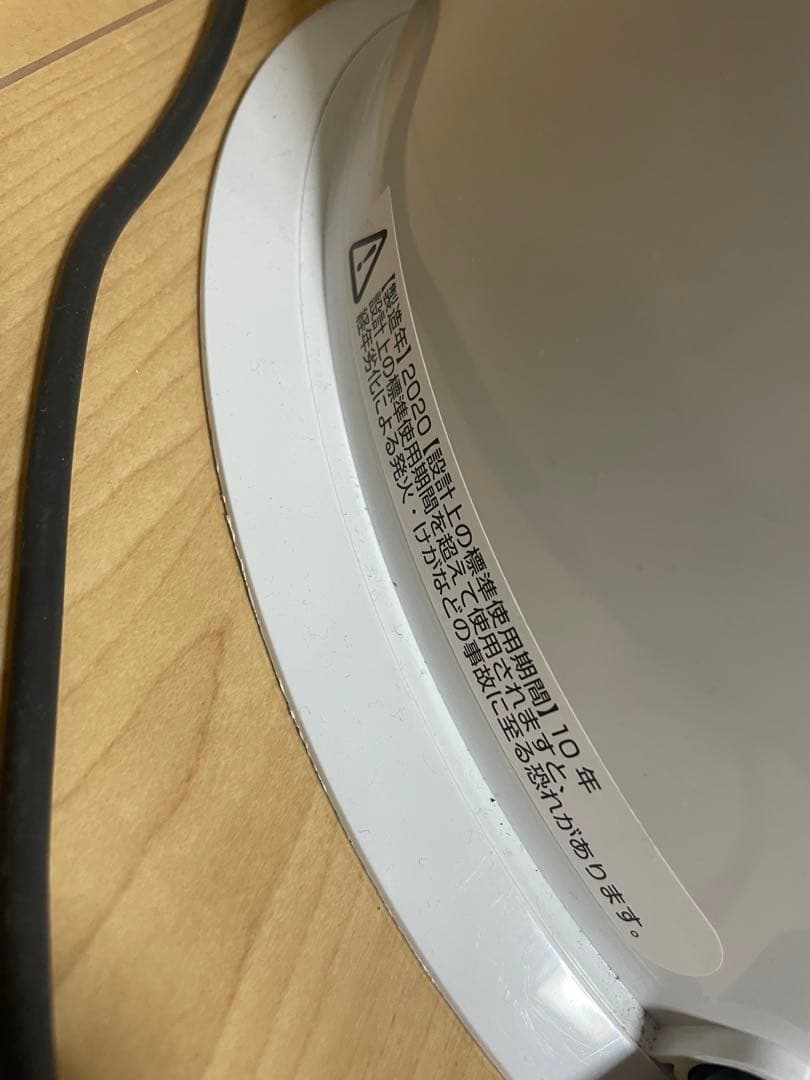 【製造年】2020【設計上の標準使用期間】10年
設計上の標準使用期間を超えて使用されますと、
経年劣化による発火・けがなどの事故に至る恐れがあります。